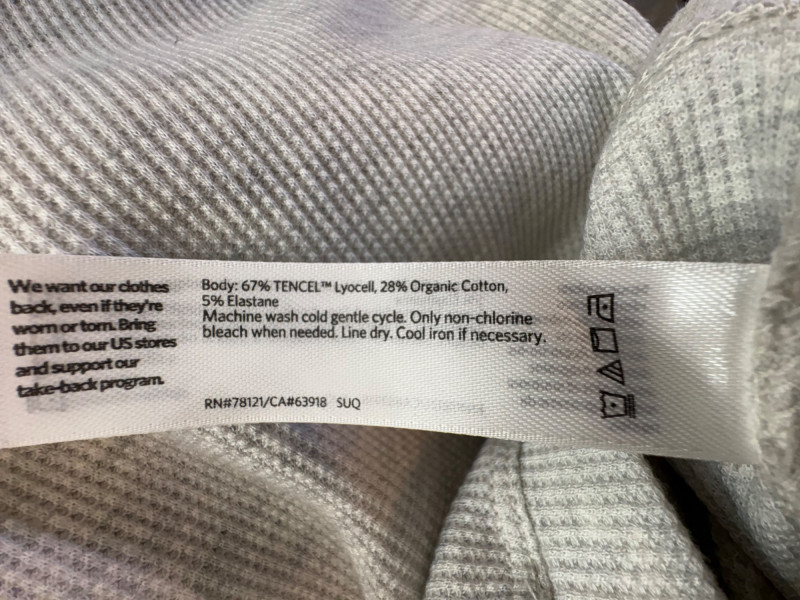 We want our clothes
back, even if they're
worn or torn. Bring
them to our US stores
and support our
take-back program.
Body: 67% TENCEL™ Lyocell, 28% Organic Cotton,
5% Elastane
Machine wash cold gentle cycle. Only non-chlorine
bleach when needed. Line dry. Cool iron if necessary.
RN#78121/CA#63918 SUQ